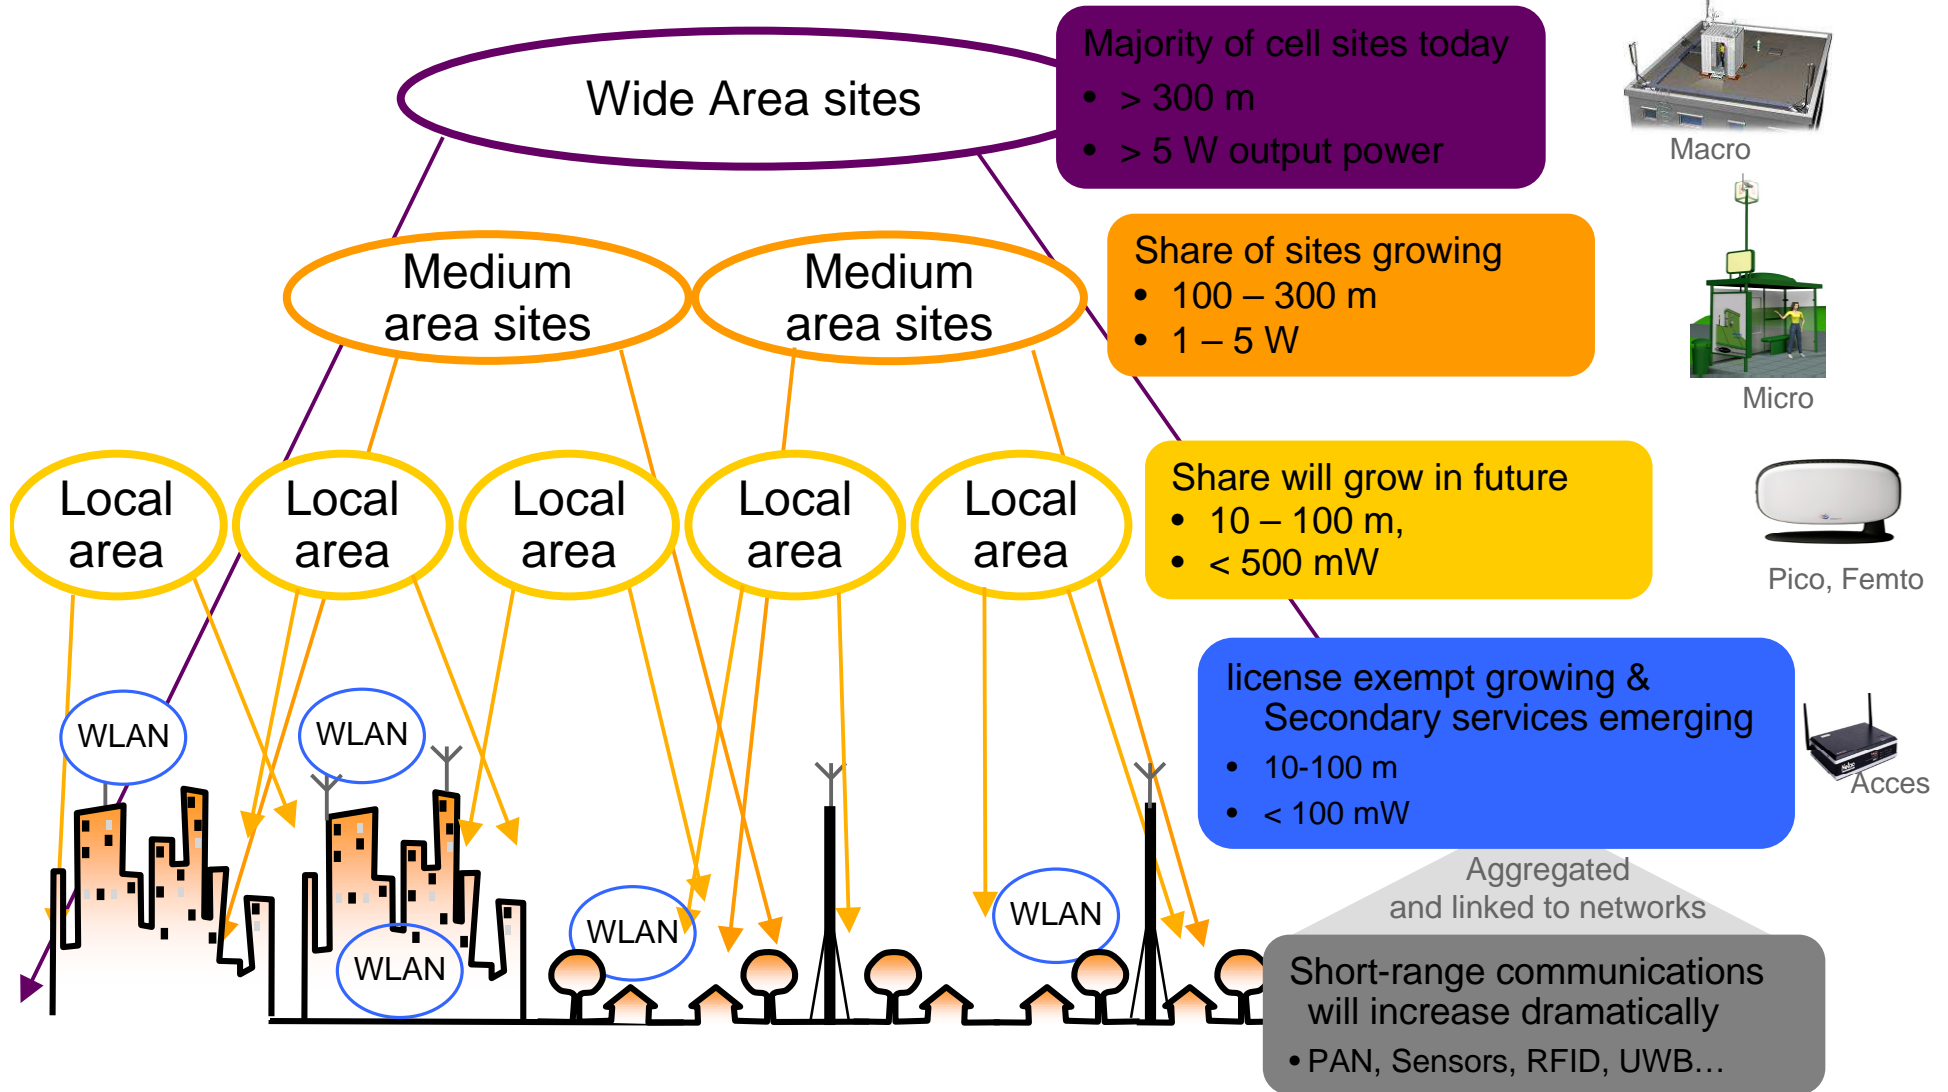 Wide Area sites
Majority of cell sites today
• > 300 m
• > 5 W output power
Macro
Medium
area sites
Medium
area sites
Share of sites growing
• 100 – 300 m
• 1 – 5 W
Micro
Local
area
Local
area
Local
area
Local
area
Local
area
Share will grow in future
• 10 – 100 m,
• < 500 mW
Pico, Femto
WLAN
WLAN
WLAN
WLAN
WLAN
license exempt growing &
Secondary services emerging
• 10-100 m
• < 100 mW
Acces
Aggregated
and linked to networks
Short-range communications
will increase dramatically
• PAN, Sensors, RFID, UWB…